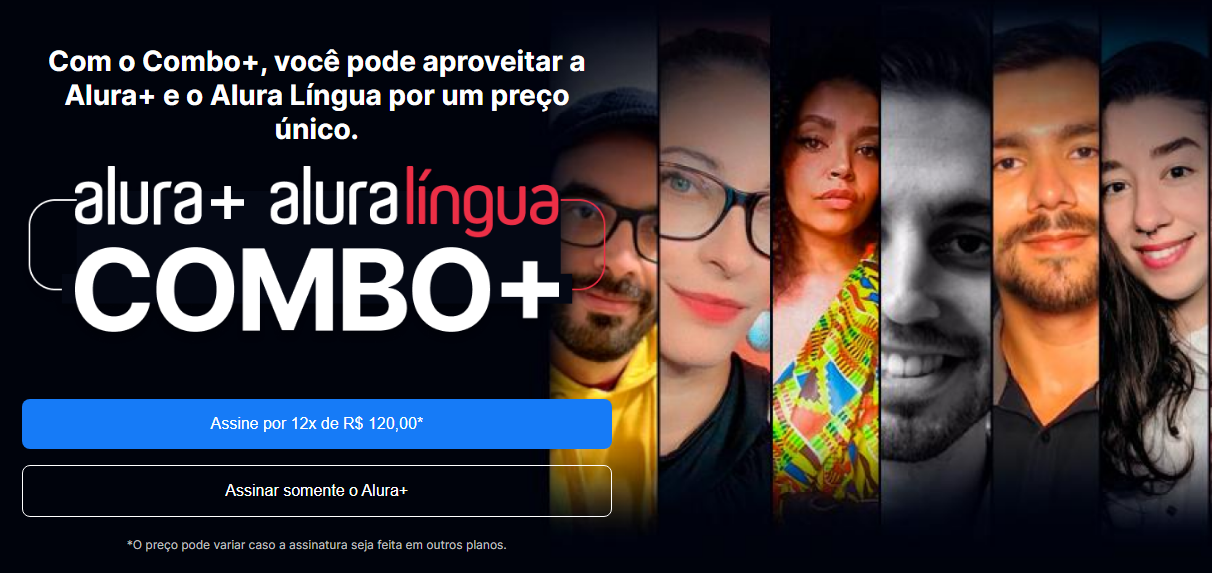 Com o Combo+, você pode aproveitar a
Alura+ e o Alura Língua por um preço
único.
alura+ aluralíngua
COMBO+
Assine por 12x de R$ 120,00*
Assinar somente o Alura+
*O preço pode variar caso a assinatura seja feita em outros planos.